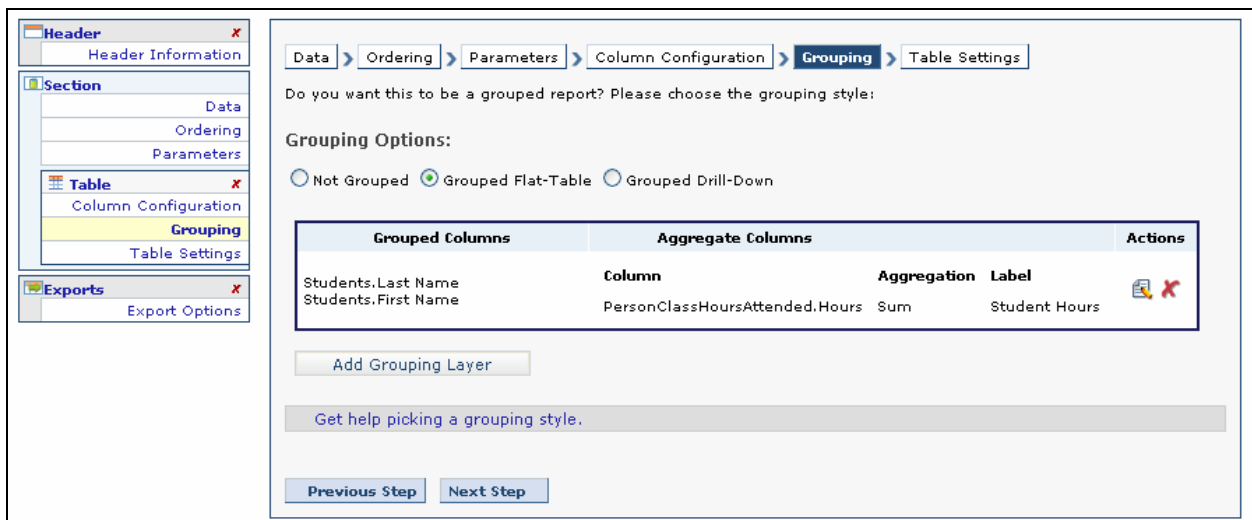 Header
Header Information
Section
Data
Ordering
Parameters
Table
Column Configuration
Grouping
Table Settings
Exports
Export Options
Data Ordering Parameters Column Configuration Grouping Table Settings
Do you want this to be a grouped report? Please choose the grouping style:
Grouping Options:
Not Grouped Grouped Flat-Table Grouped Drill-Down
Grouped Columns Aggregate Columns Actions
Students.Last Name
Students.First Name
Column Aggregation Label
PersonClassHoursAttended.Hours Sum Student Hours
Add Grouping Layer
Get help picking a grouping style.
Previous Step Next Step